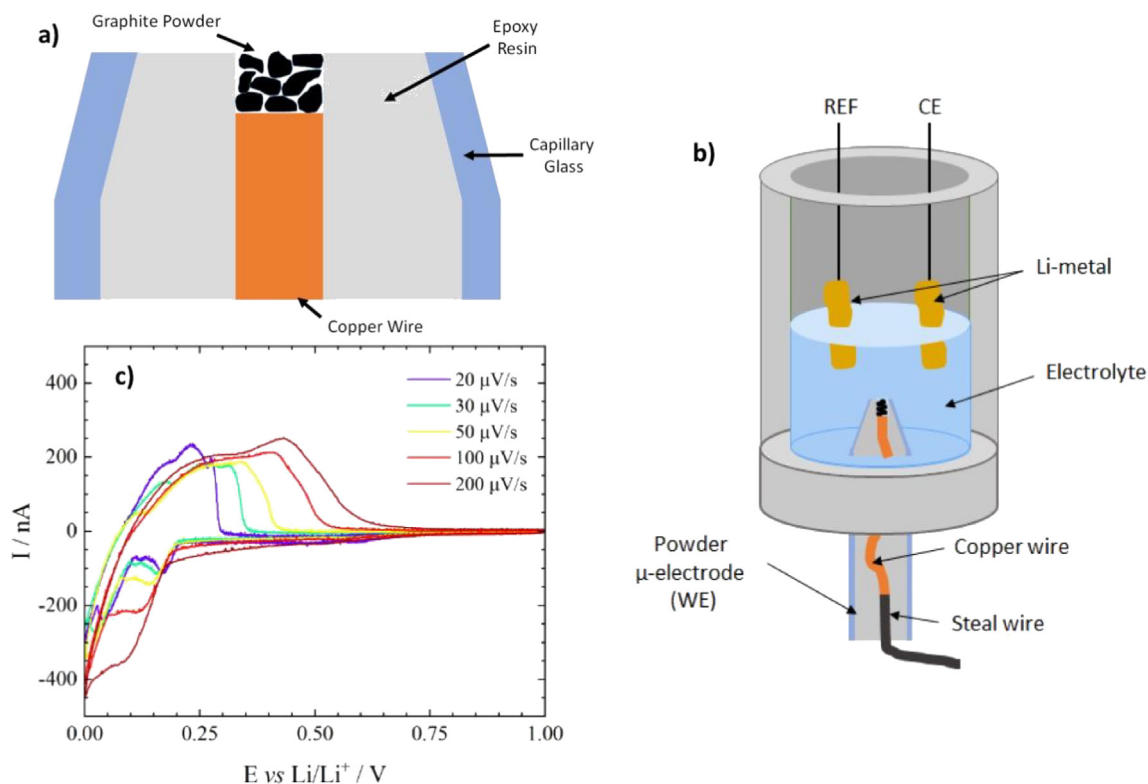 a)
Graphite Powder
Epoxy
Resin
Capillary
Glass
Copper Wire
b)
REF
CE
Li-metal
Electrolyte
Copper wire
Powder
μ-electrode
(WE)
Steal wire
c)
20 μV/s
30 μV/s
50 μV/s
100 μV/s
200 μV/s
I / nA
400
200
0
-200
-400
0.00 0.25 0.50 0.75 1.00
E vs Li/Li⁺ / V